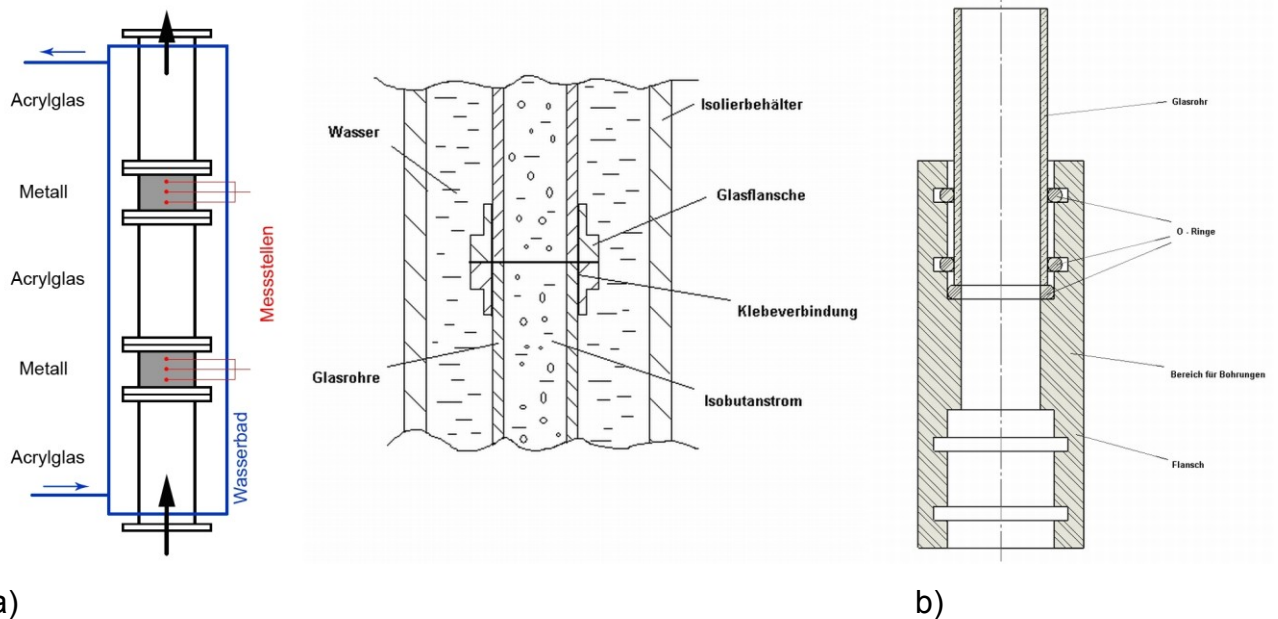 Acrylglas
Metall
Acrylglas
Metall
Acrylglas
Messstellen
Wasserbad
Wasser
Isolierbehälter
Glasflansche
Klebeverbindung
Glasrohre
Isobutanstrom
Glasrohr
O - Ringe
Bereich für Bohrungen
Flansch
a)
b)